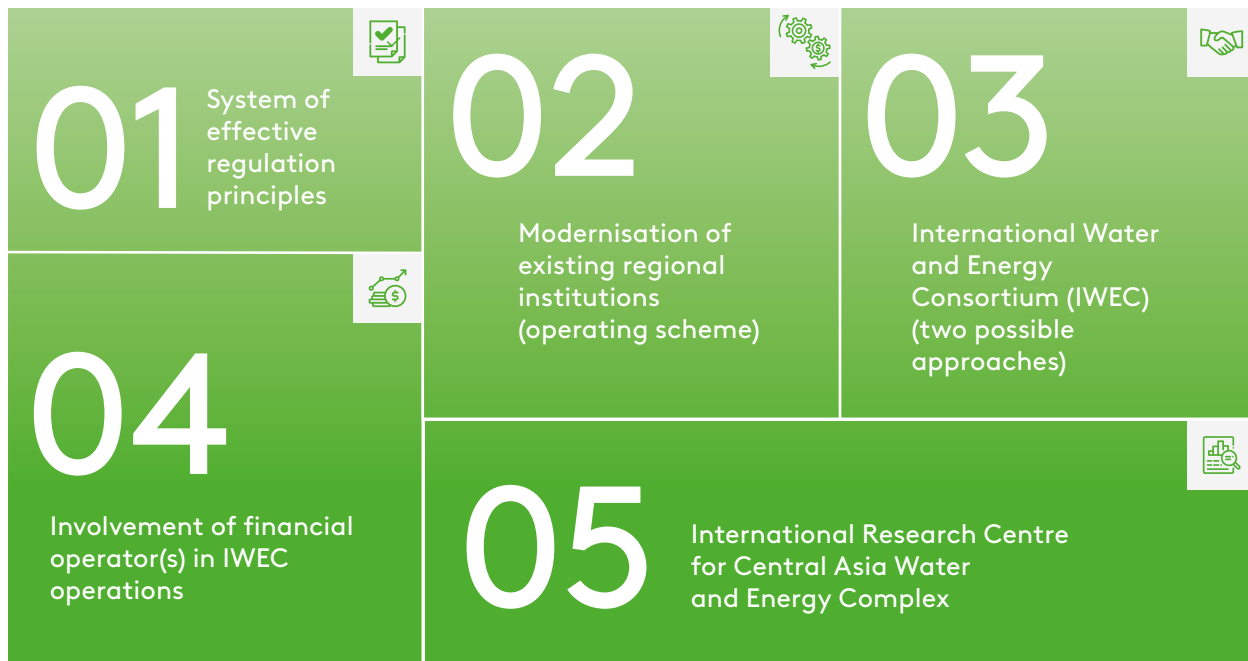 01
System of
effective
regulation
principles
02
Modernisation of
existing regional
institutions
(operating scheme)
03
International Water
and Energy
Consortium (IWEC)
(two possible
approaches)
04
Involvement of financial
operator(s) in IWEC
operations
05
International Research Centre
for Central Asia Water
and Energy Complex